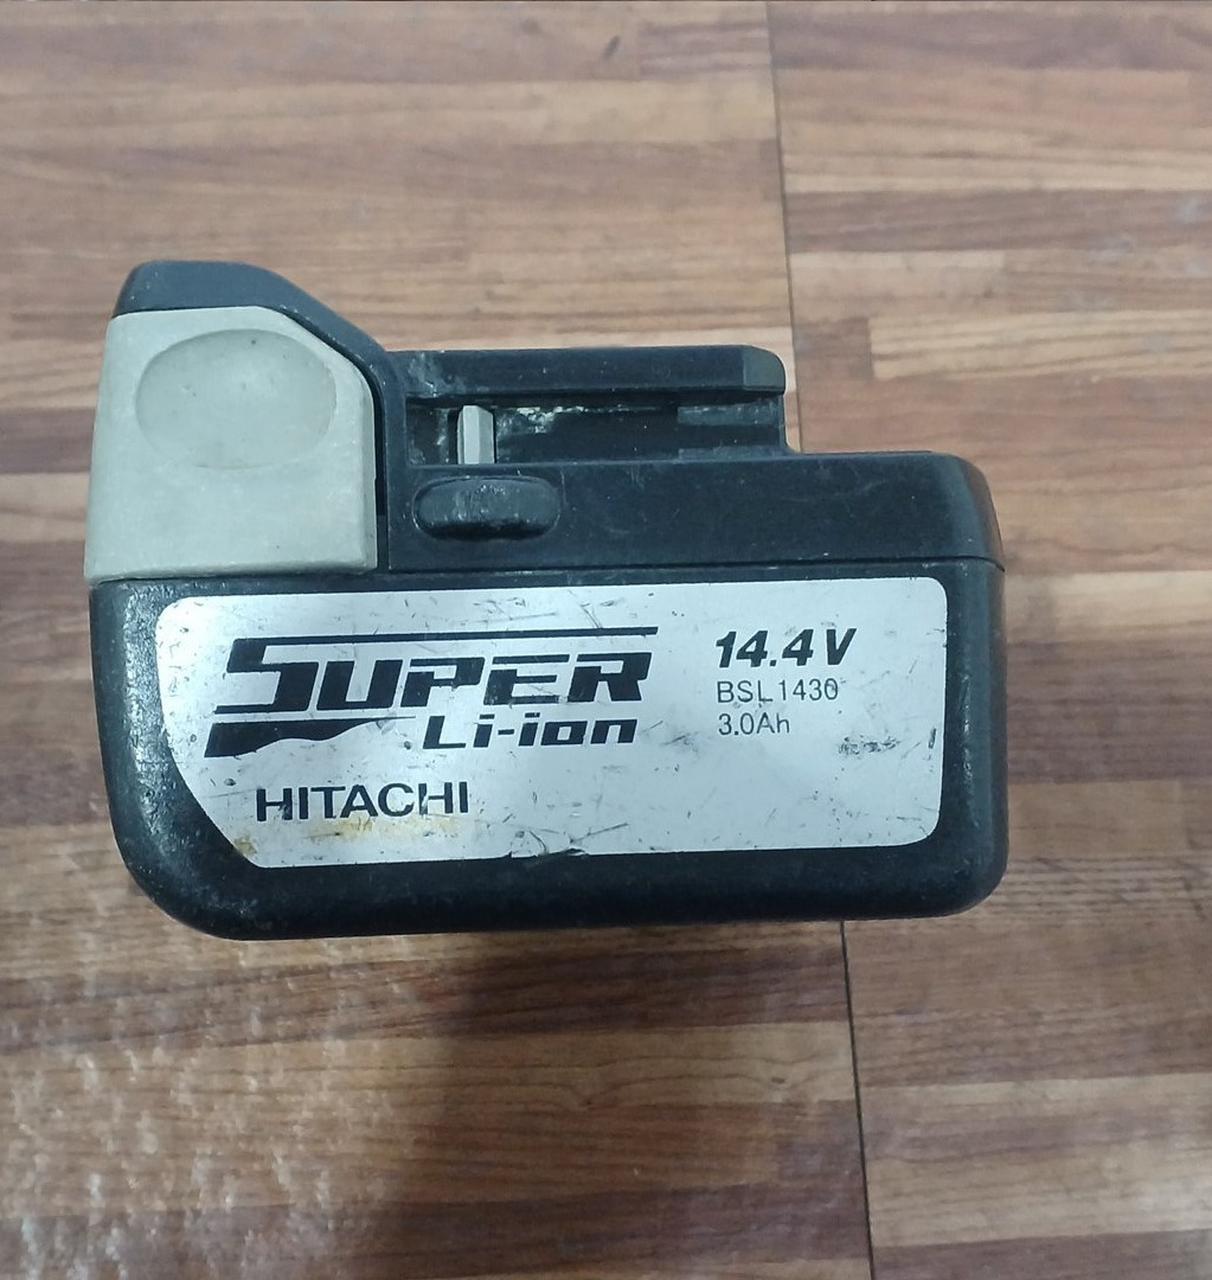 SUPER
Li-ion
HITACHI
14.4V
BSL1430
3.0Ah